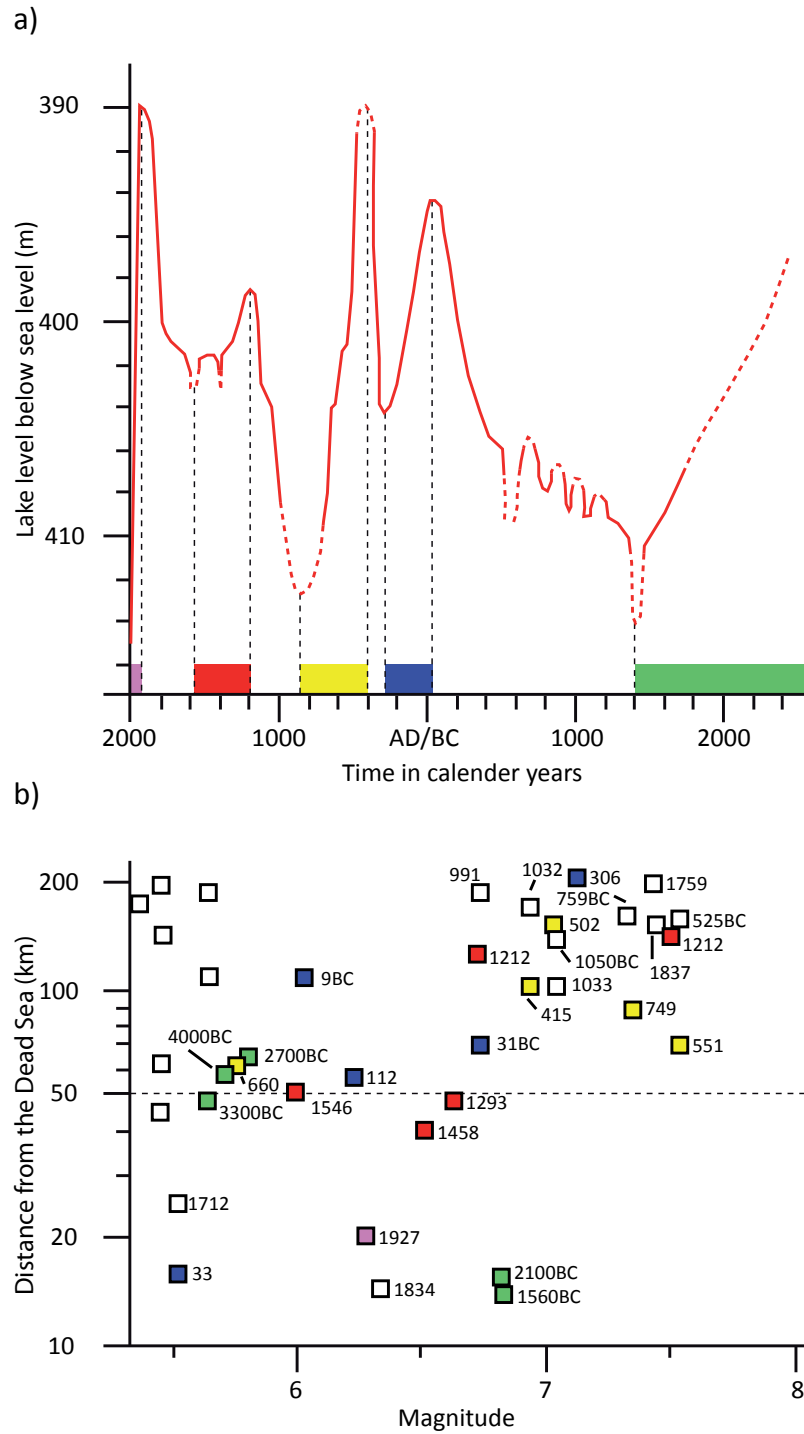 a)
390
400
410
Lake level below sea level (m)
2000
1000
AD/BC
1000
2000
Time in calender years
b)
200
100
50
20
10
Distance from the Dead Sea (km)
991
1032
306
1759
759BC
502
525BC
1212
1212
1050BC
1837
9BC
1033
415
749
4000BC
2700BC
31BC
551
660
112
3300BC
1546
1293
1458
1712
1927
33
1834
2100BC
1560BC
6
7
8
Magnitude